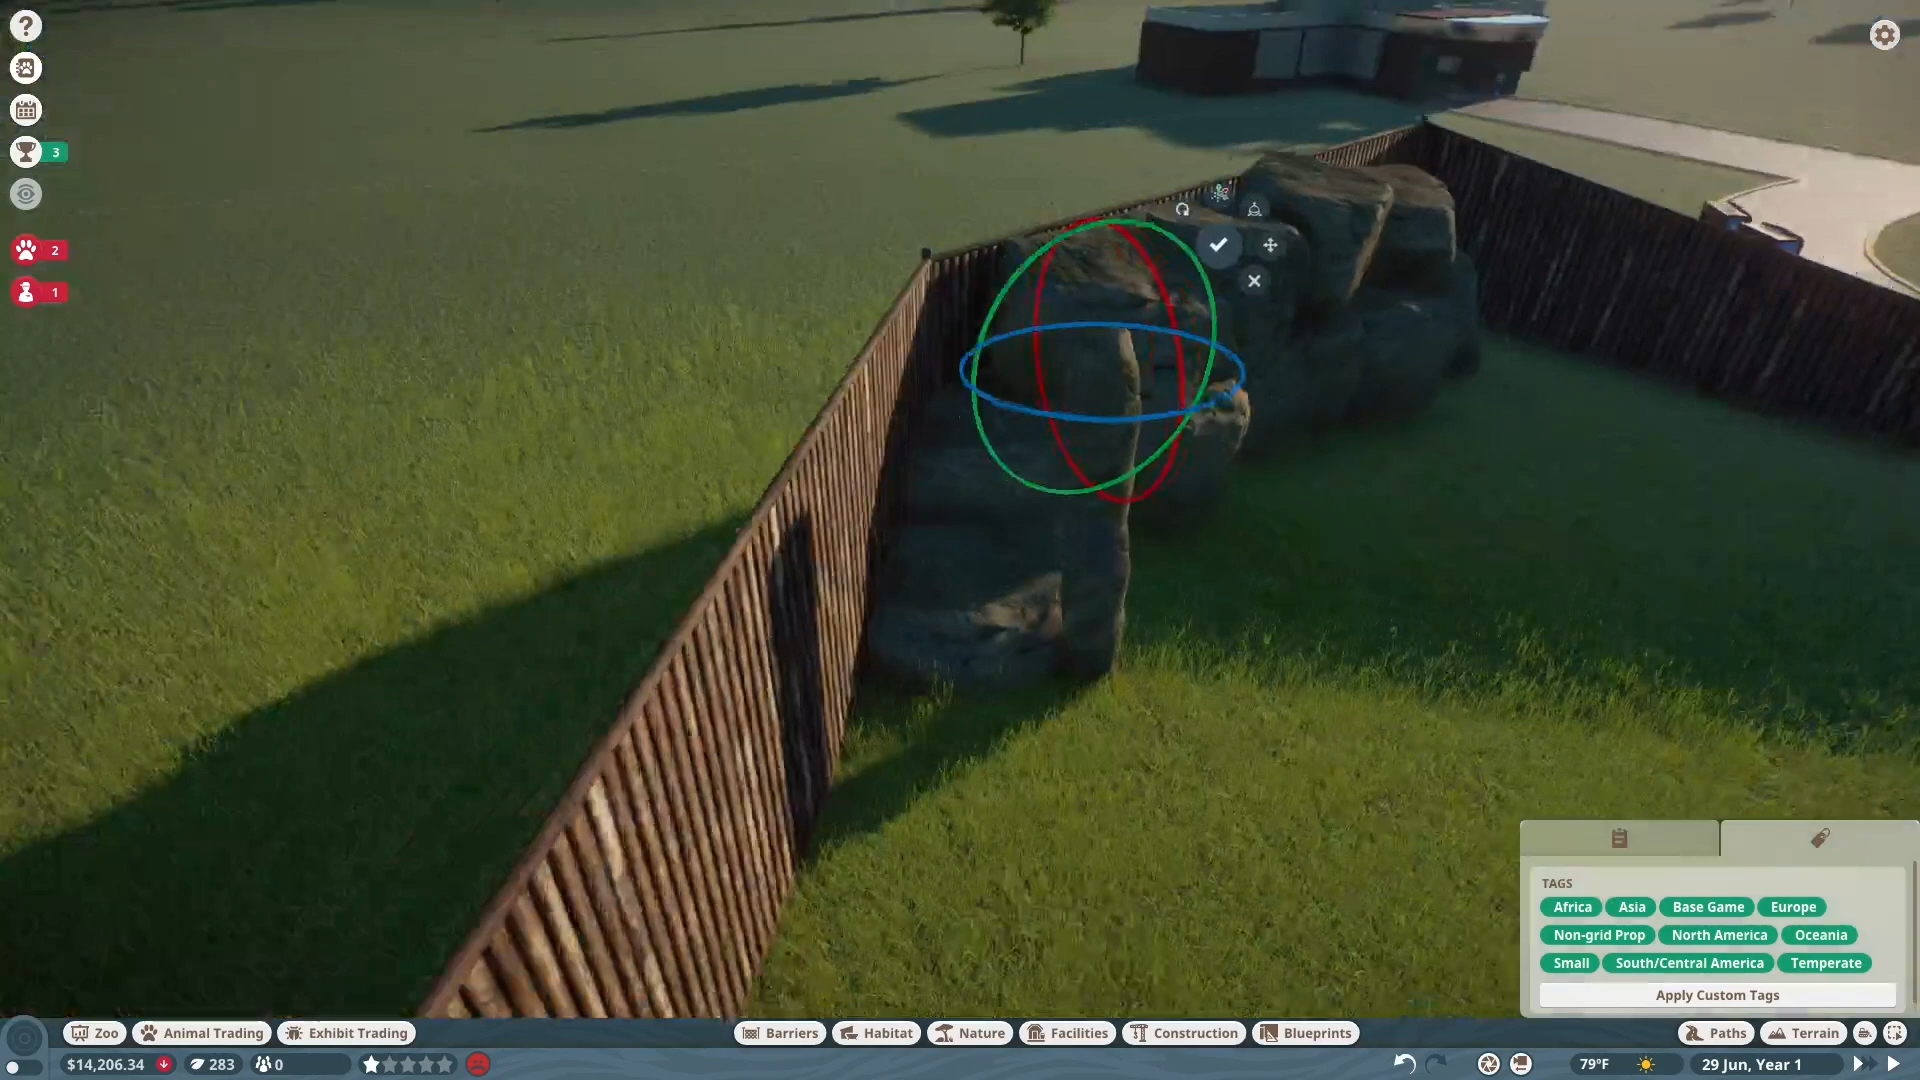 ?
3
2
1
TAGS
Africa Asia Base Game Europe
Non-grid Prop North America Oceania
Small South/Central America Temperate
Apply Custom Tags
Zoo Animal Trading Exhibit Trading Barriers Habitat Nature Facilities Construction Blueprints Paths Terrain
$14,206.34 283 0 79°F 29 Jun, Year 1